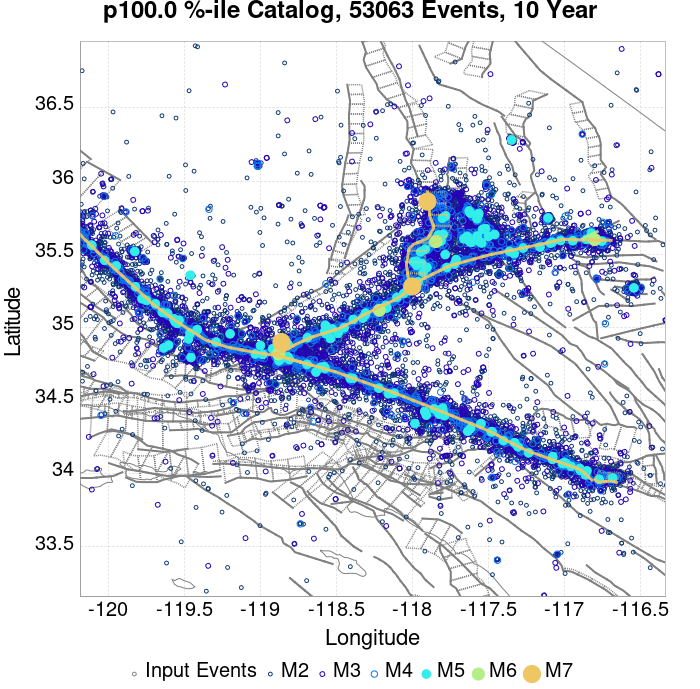 p100.0 %-ile Catalog, 53063 Events, 10 Year
36.5
36
35.5
35
34.5
34
33.5
Latitude
-120 -119.5 -119 -118.5 -118 -117.5 -117 -116.5
Longitude
Input Events M2 M3 M4 M5 M6 M7